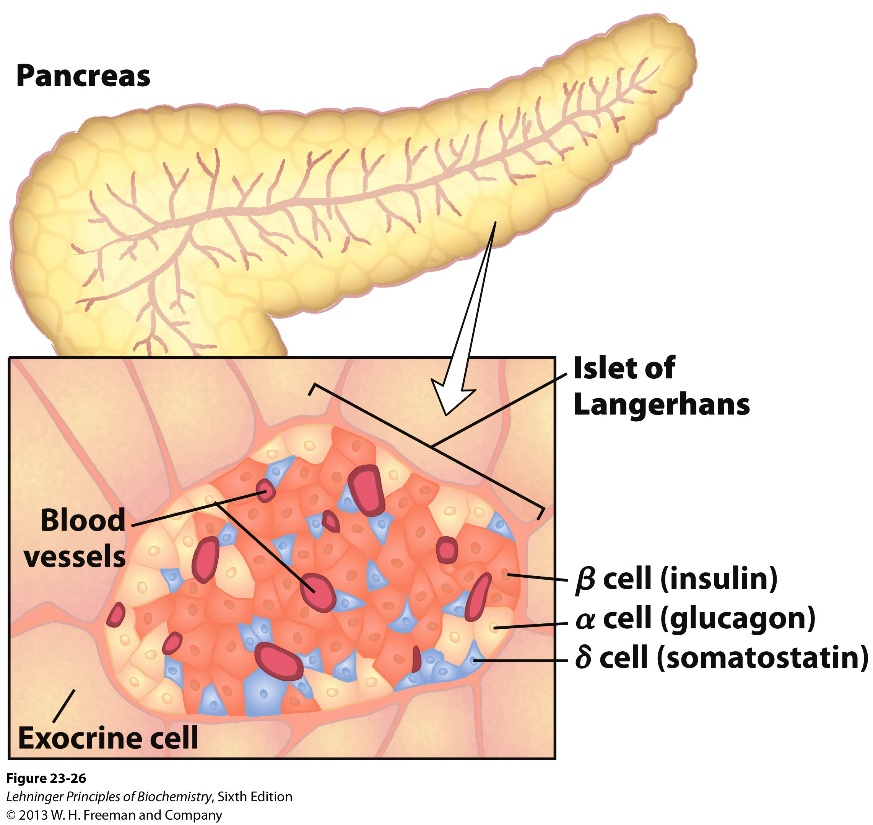 Pancreas
Islet of
Langerhans
Blood
vessels
β cell (insulin)
α cell (glucagon)
δ cell (somatostatin)
Exocrine cell
Figure 23-26
Lehninger Principles of Biochemistry, Sixth Edition
© 2013 W. H. Freeman and Company